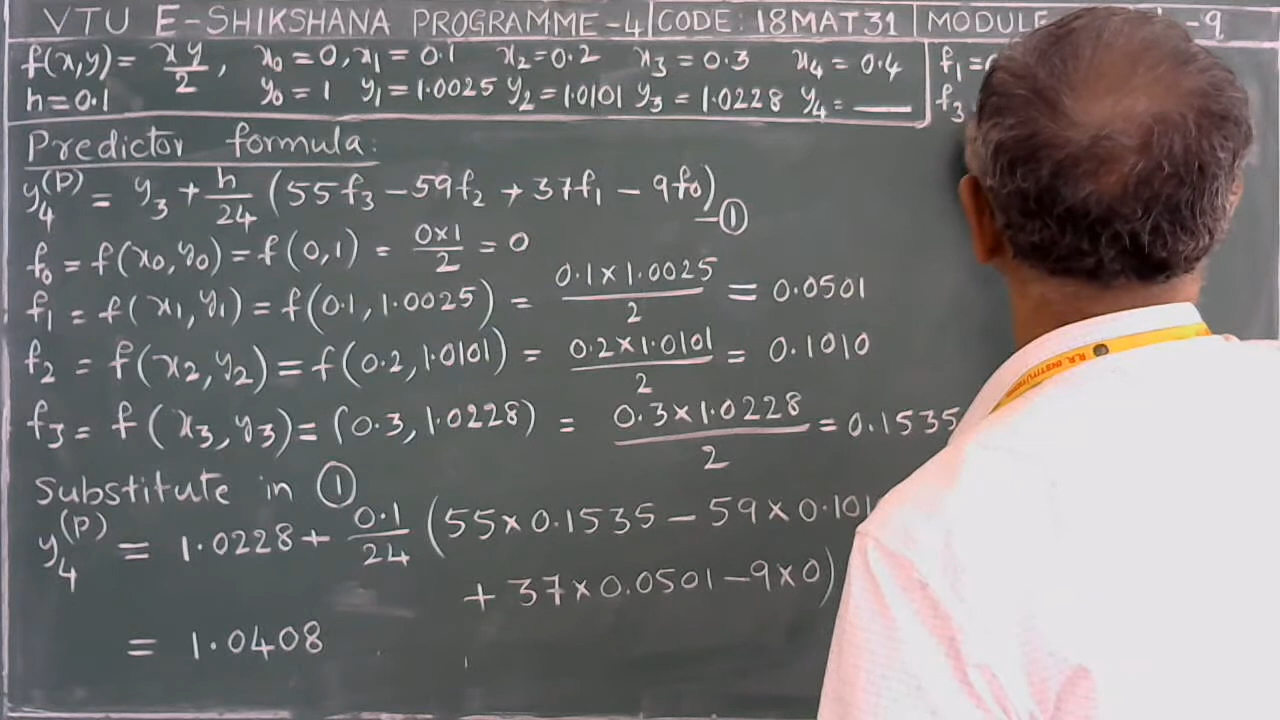 VTU E-SHIKSHANA PROGRAMME-4 CODE: 18MAT31 MODULE -9
f(x,y) = xy/2, x₀ = 0, x₁ = 0.1 x₂=0.2 x₃ = 0.3 x₄ = 0.4 f₁ =
h=0.1 y₀ = 1 y₁ = 1.0025 y₂ = 1.0101 y₃ = 1.0228 y₄ = ___ f₃
Predictor formula:
y₄⁽ᴾ⁾ = y₃ + h/24 (55f₃ - 59f₂ + 37f₁ - 9f₀) -①
f₀ = f(x₀,y₀) = f(0,1) = 0×1/2 = 0
f₁ = f(x₁,y₁) = f(0.1, 1.0025) = 0.1×1.0025/2 = 0.0501
f₂ = f(x₂,y₂) = f(0.2, 1.0101) = 0.2×1.0101/2 = 0.1010
f₃ = f(x₃,y₃) = (0.3, 1.0228) = 0.3×1.0228/2 = 0.1535
Substitute in ①
y₄⁽ᴾ⁾ = 1.0228 + 0.1/24 (55×0.1535 - 59×0.101
+ 37×0.0501 - 9×0)
= 1.0408